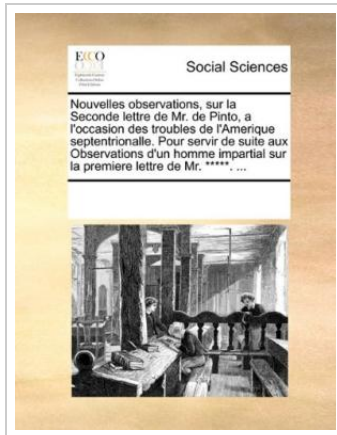 ECCO
Social Sciences
Nouvelles observations, sur la
Seconde lettre de Mr. de Pinto, a
l'occasion des troubles de l'Amerique
septentrionalle. Pour servir de suite aux
Observations d'un homme impartial sur
la premiere lettre de Mr. *****. ...